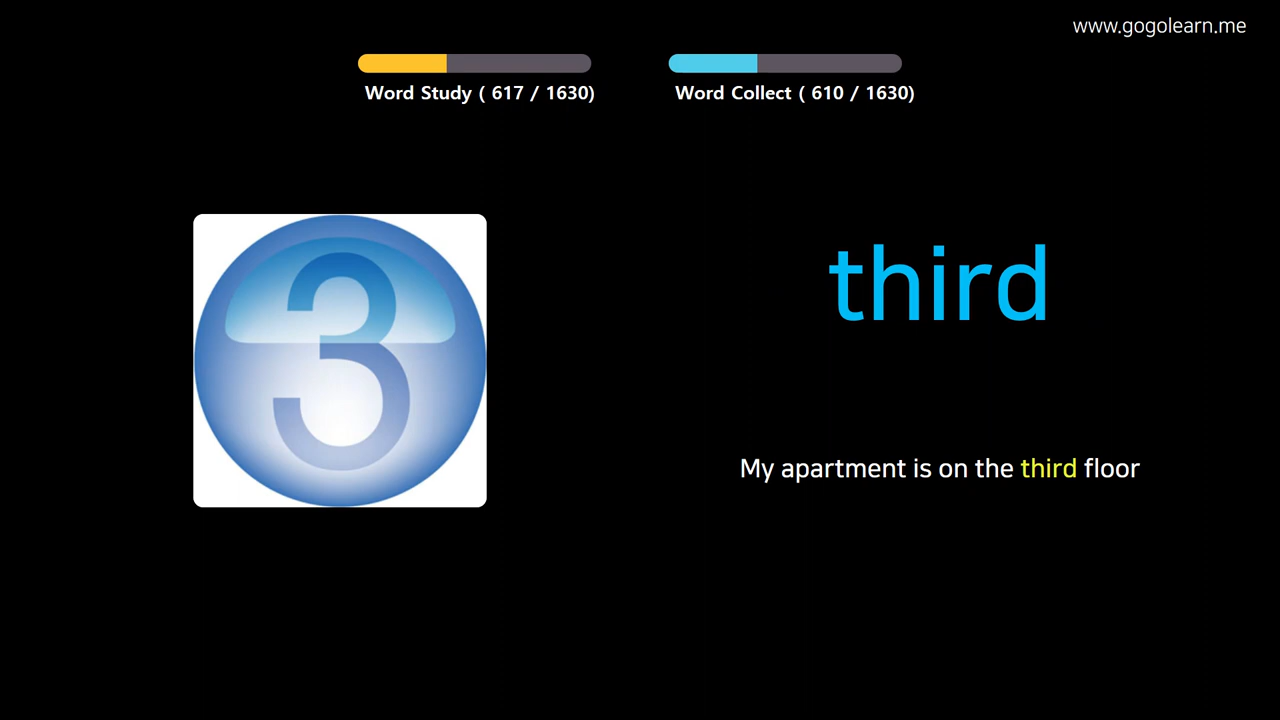 www.gogolearn.me
Word Study ( 617 / 1630)
Word Collect ( 610 / 1630)
3
third
My apartment is on the third floor